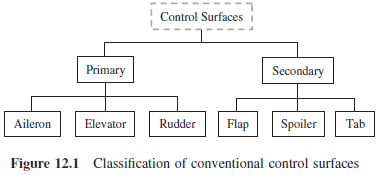 Control Surfaces
Primary Secondary
Aileron Elevator Rudder Flap Spoiler Tab
Figure 12.1 Classification of conventional control surfaces